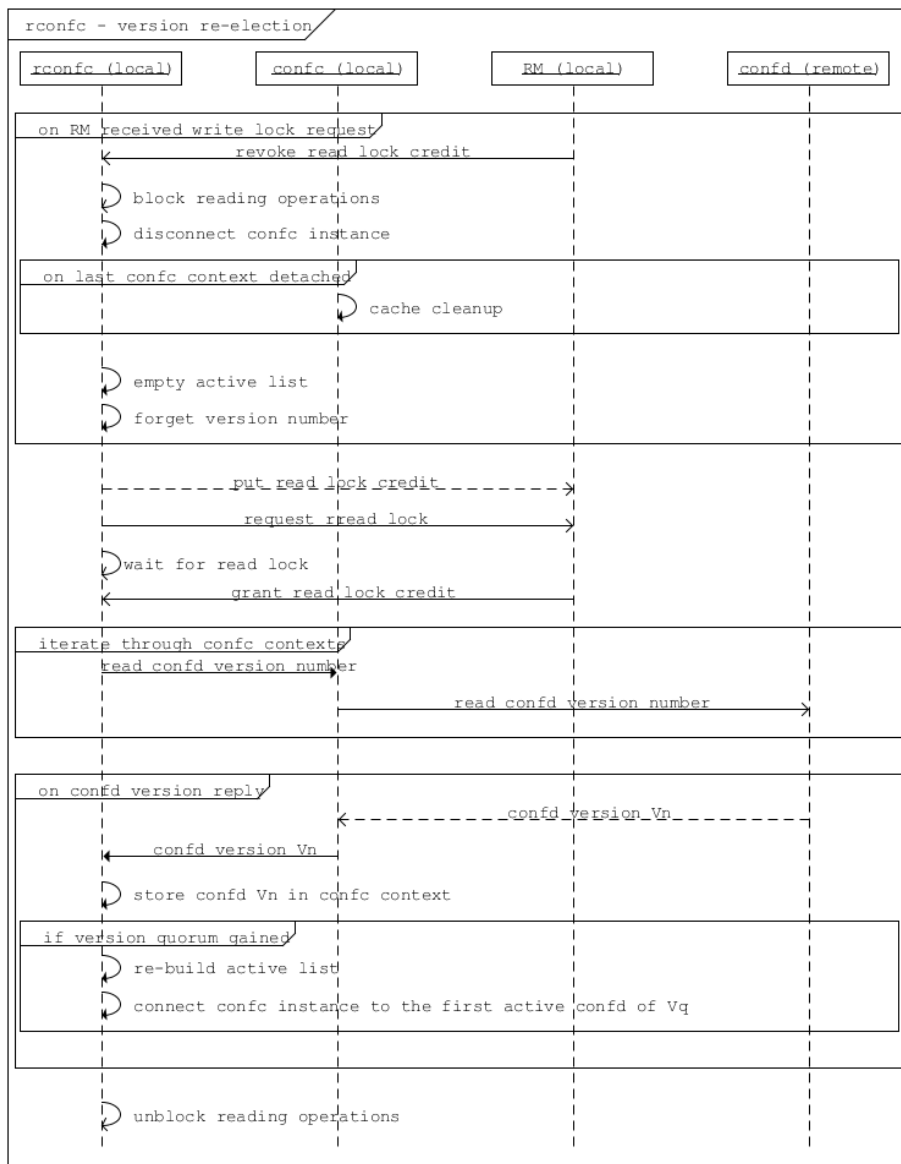 rconfc - version re-election
rconfc (local)
confc (local)
RM (local)
confd (remote)
on RM received write lock request
revoke read lock credit
block reading operations
disconnect confc instance
on last confc context detached
cache cleanup
empty active list
forget version number
put read lock credit
request rread lock
wait for read lock
grant read lock credit
iterate through confc contexts
read confd version number
read confd version number
on confd version reply
confd version Vn
confd version Vn
store confd Vn in confc context
if version quorum gained
re-build active list
connect confc instance to the first active confd of Vq
unblock reading operations